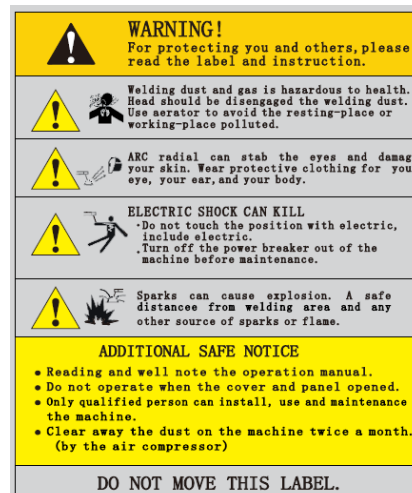 WARNING!
For protecting you and others, please
read the label and instruction.
Welding dust and gas is hazardous to health.
Head should be disengaged the welding dust.
Use aerator to avoid the resting-place or
working-place polluted.
ARC radial can stab the eyes and damag
your skin. Wear protective clothing for you
eye, your ear, and your body.
ELECTRIC SHOCK CAN KILL
·Do not touch the position with electric,
include electric.
.Turn off the power breaker out of the
machine before maintenance.
Sparks can cause explosion. A safe
distancee from welding area and any
other source of sparks or flame.
ADDITIONAL SAFE NOTICE
● Reading and well note the operation manual.
● Do not operate when the cover and panel opened.
● Only qualified person can install, use and maintenance
the machine.
● Clear away the dust on the machine twice a month.
(by the air compressor)
DO NOT MOVE THIS LABEL.